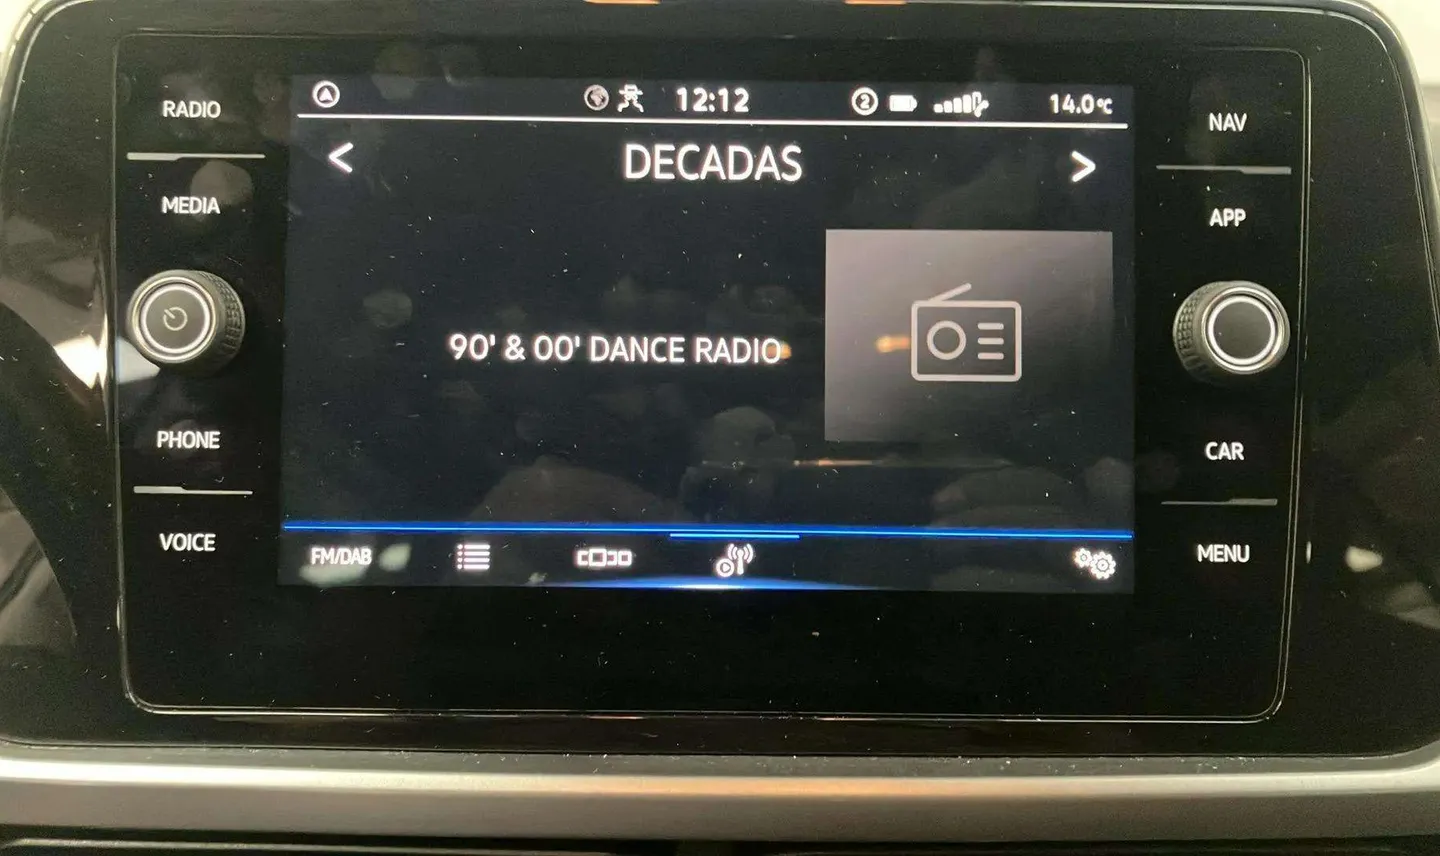 RADIO
MEDIA
PHONE
VOICE
12:12
2
14.0°C
<
DECADAS
>
90' & 00' DANCE RADIO
FM/DAB
NAV
APP
CAR
MENU